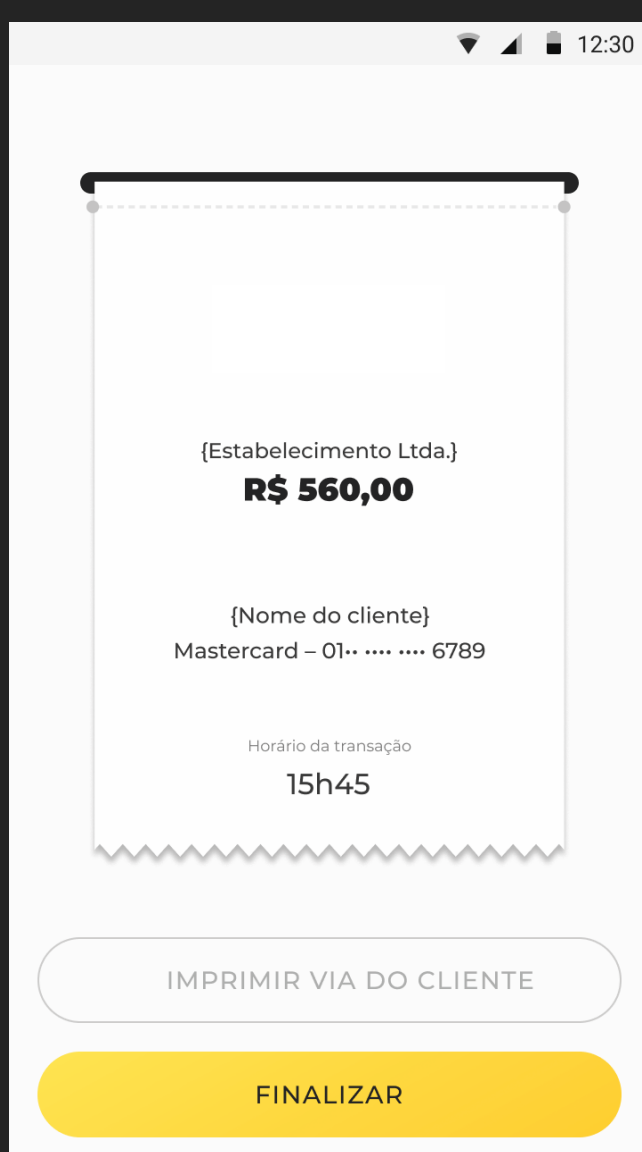 12:30
{Estabelecimento Ltda.}
R$ 560,00
{Nome do cliente}
Mastercard – 01•• •••• •••• 6789
Horário da transação
15h45
IMPRIMIR VIA DO CLIENTE
FINALIZAR